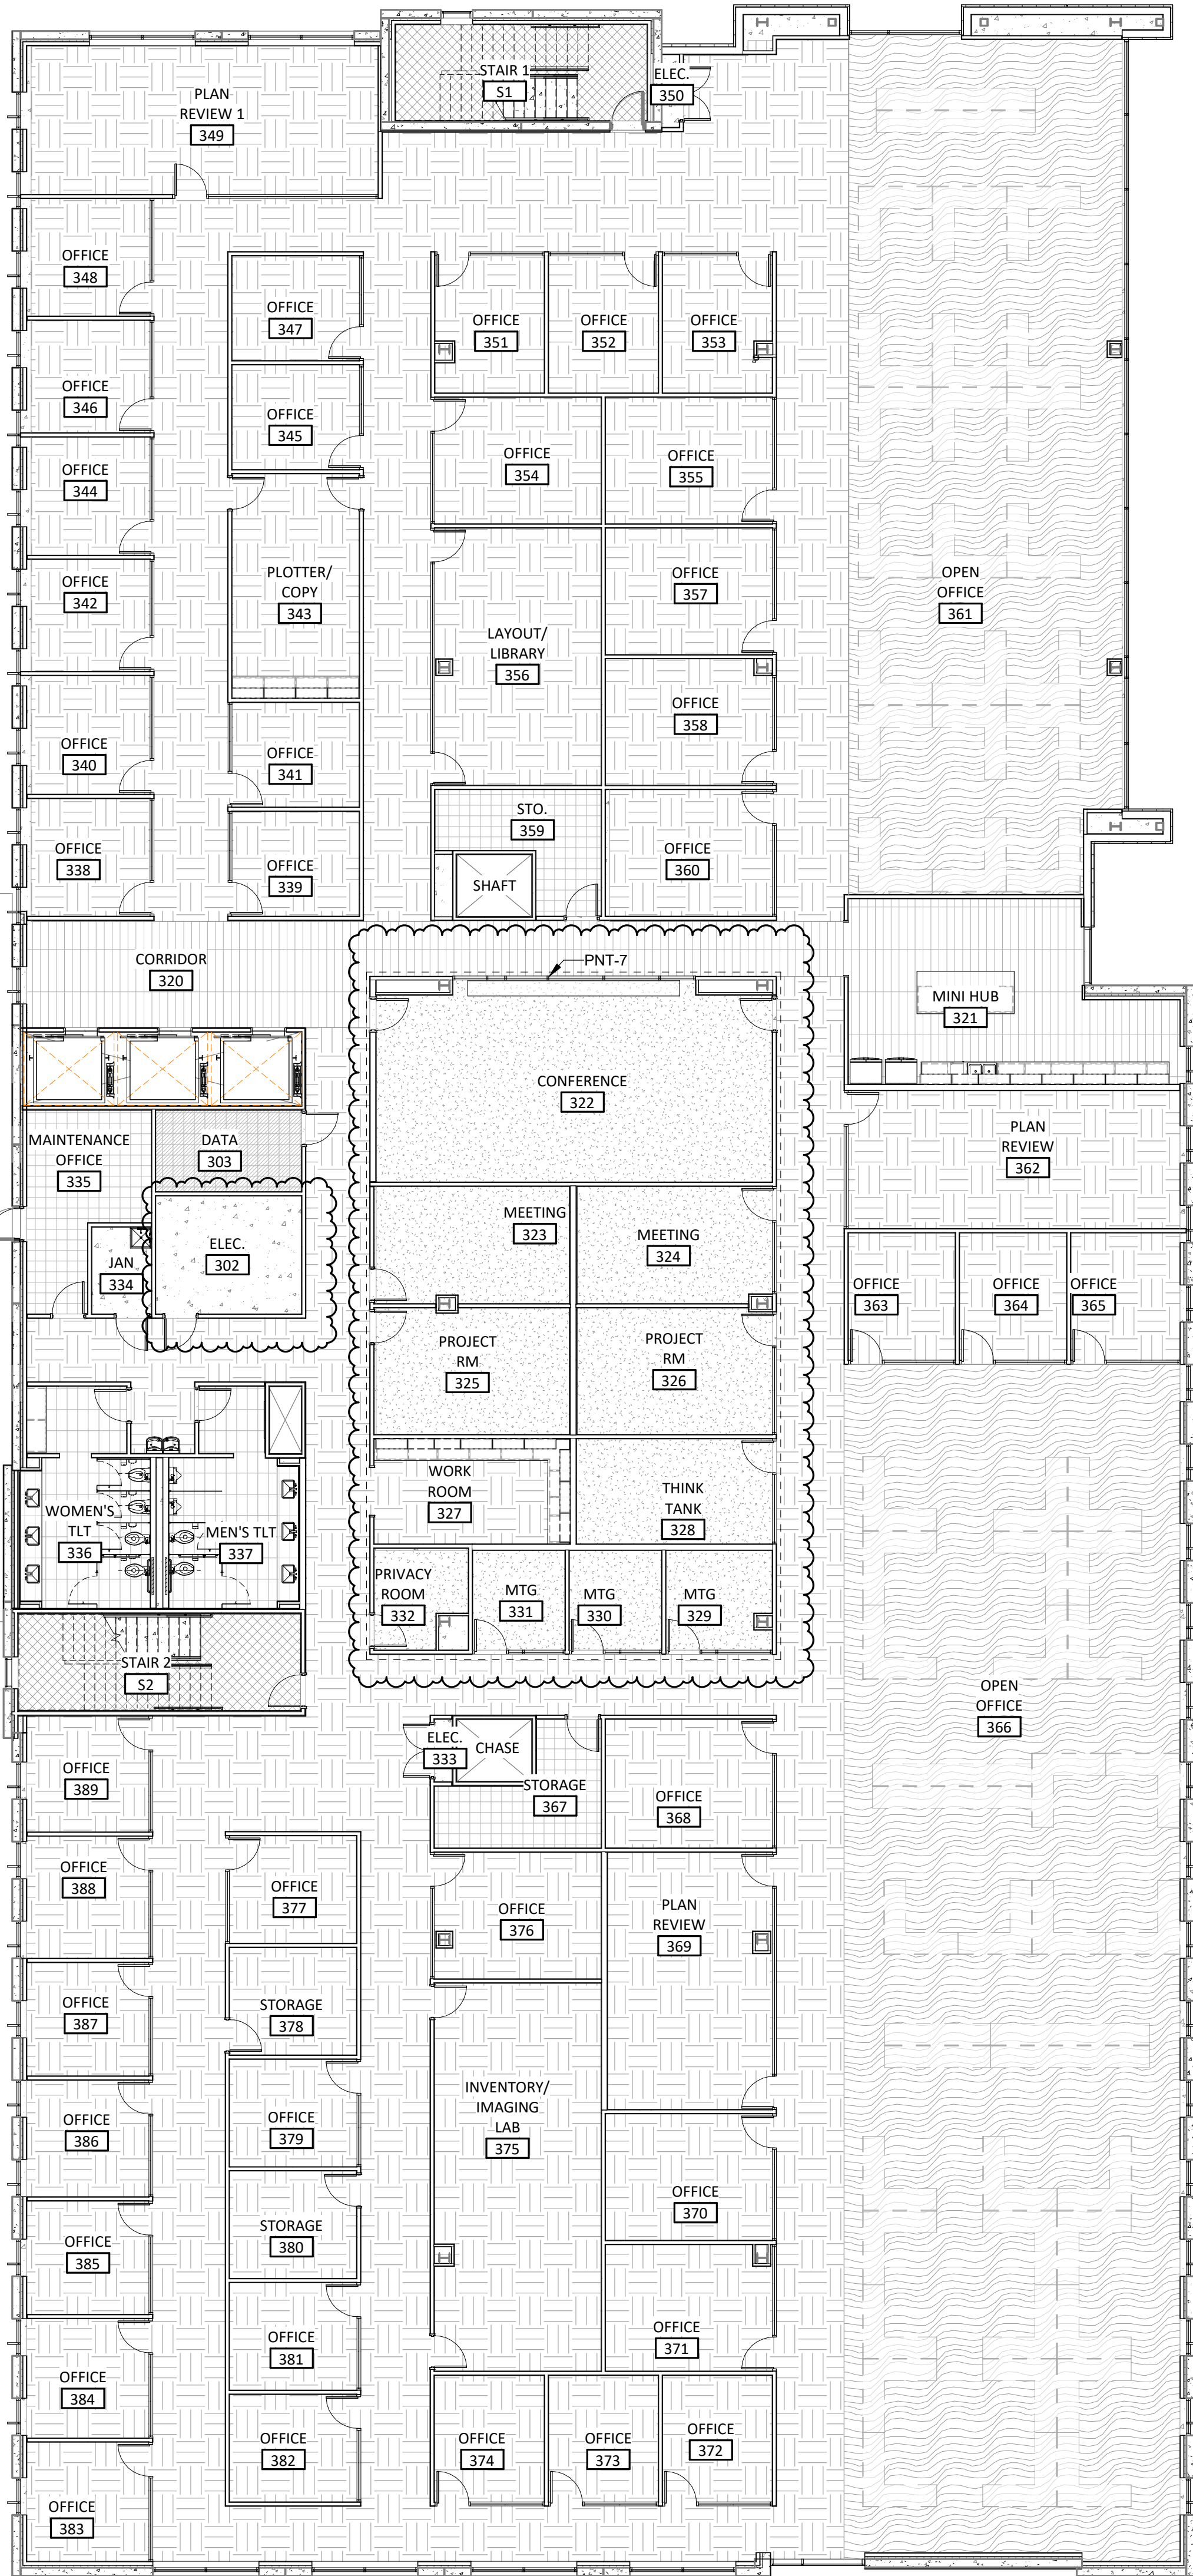 STAIR 1
S1
ELEC.
350
PLAN
REVIEW 1
349
OFFICE
348
OFFICE
347
OFFICE
351
OFFICE
352
OFFICE
353
OFFICE
346
OFFICE
345
OFFICE
344
OFFICE
354
OFFICE
355
OFFICE
342
PLOTTER/
COPY
343
OFFICE
357
OPEN
OFFICE
361
LAYOUT/
LIBRARY
356
OFFICE
358
OFFICE
340
OFFICE
341
STO.
359
OFFICE
338
OFFICE
339
SHAFT
OFFICE
360
CORRIDOR
320
PNT-7
MINI HUB
321
CONFERENCE
322
MAINTENANCE
OFFICE
335
DATA
303
PLAN
REVIEW
362
MEETING
323
MEETING
324
JAN
334
ELEC.
302
OFFICE
363
OFFICE
364
OFFICE
365
PROJECT
RM
325
PROJECT
RM
326
WORK
ROOM
327
THINK
TANK
328
WOMEN'S
TLT
336
MEN'S TLT
337
PRIVACY
ROOM
332
MTG
331
MTG
330
MTG
329
STAIR 2
S2
OPEN
OFFICE
366
ELEC.
333
CHASE
OFFICE
389
STORAGE
367
OFFICE
368
OFFICE
388
OFFICE
377
OFFICE
376
PLAN
REVIEW
369
OFFICE
387
STORAGE
378
INVENTORY/
IMAGING
LAB
375
OFFICE
386
OFFICE
379
OFFICE
370
OFFICE
385
STORAGE
380
OFFICE
381
OFFICE
371
OFFICE
384
OFFICE
382
OFFICE
374
OFFICE
373
OFFICE
372
OFFICE
383